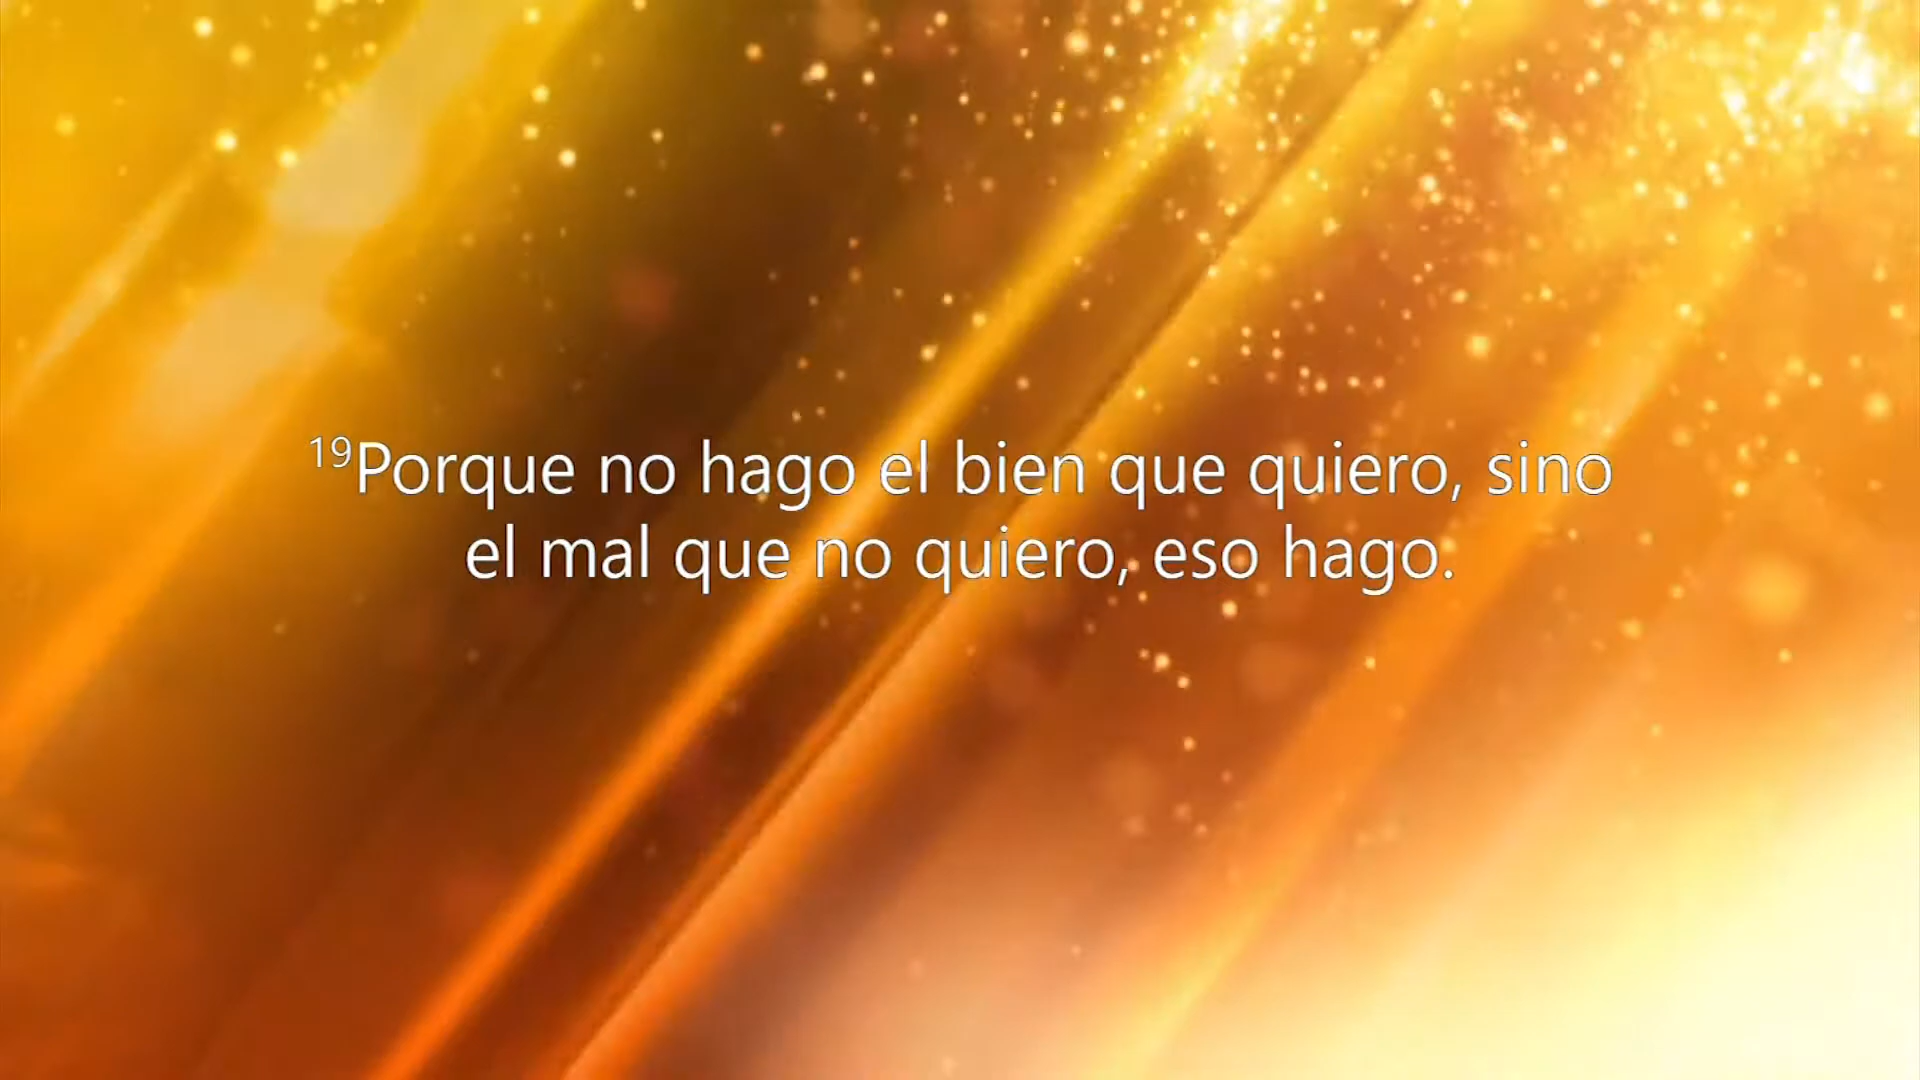 19Porque no hago el bien que quiero, sino
el mal que no quiero, eso hago.